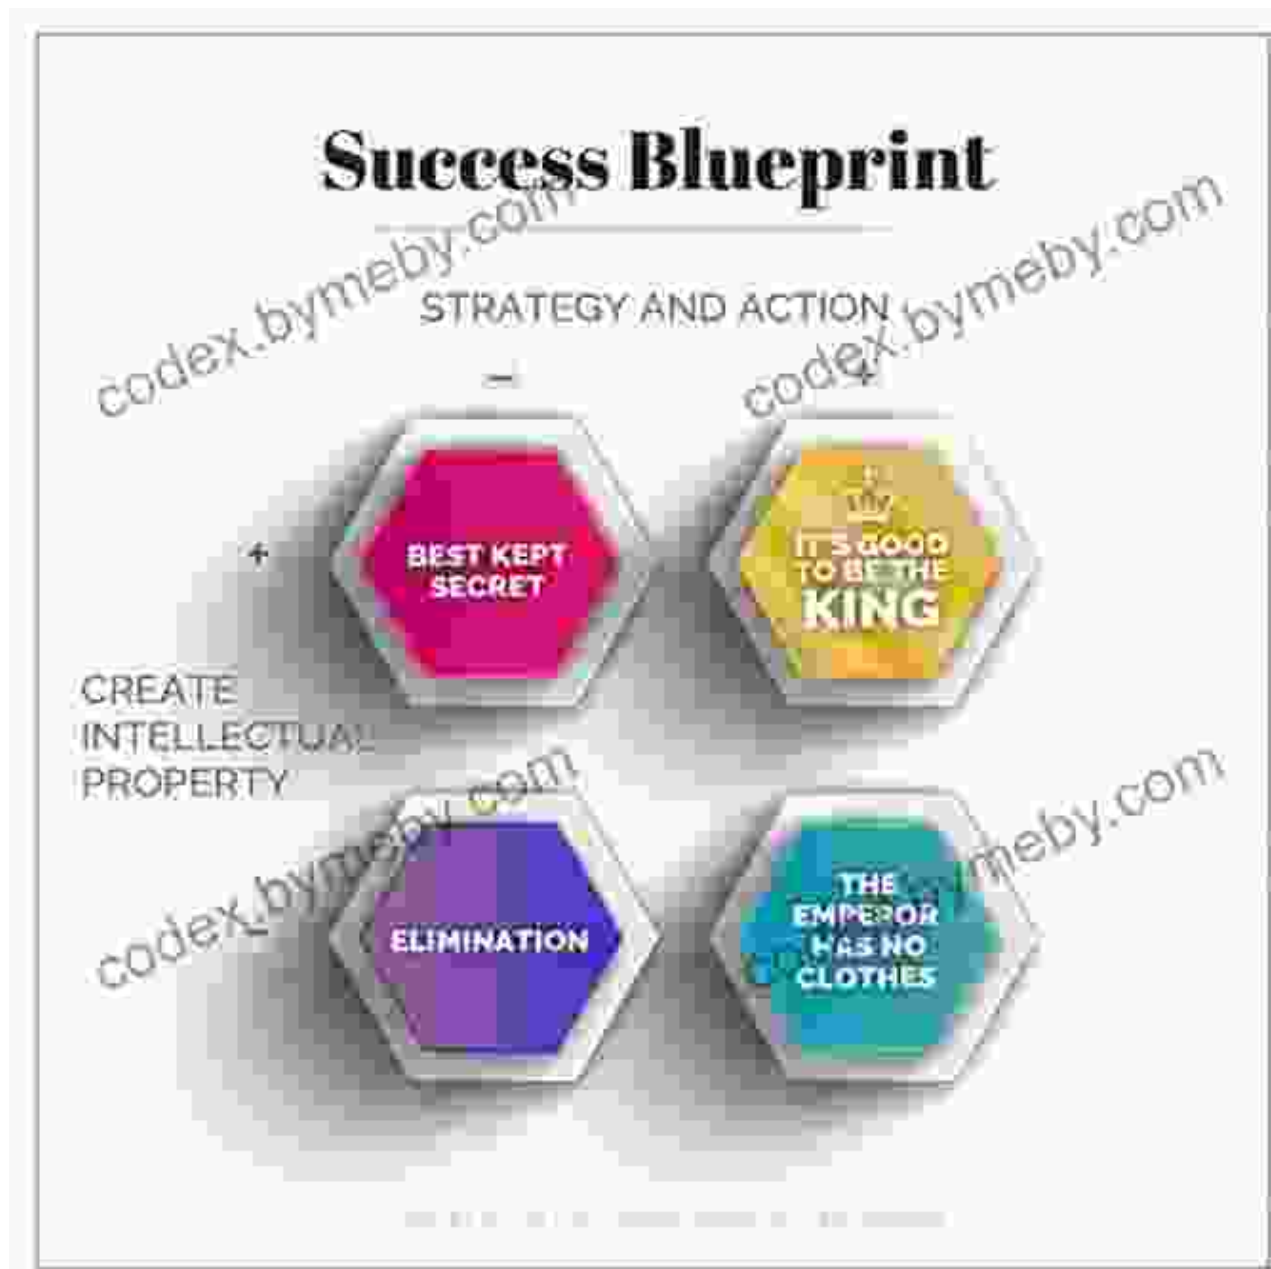 Success Blueprint
codex.bymeby.com
codex.bymeby.com
STRATEGY AND ACTION
–
+
+
BEST KEPT
SECRET
IT'S GOOD
TO BE THE
KING
CREATE
INTELLECTUAL
PROPERTY
codex.bymeby.com
meby.com
ELIMINATION
THE
EMPEROR
HAS NO
CLOTHES